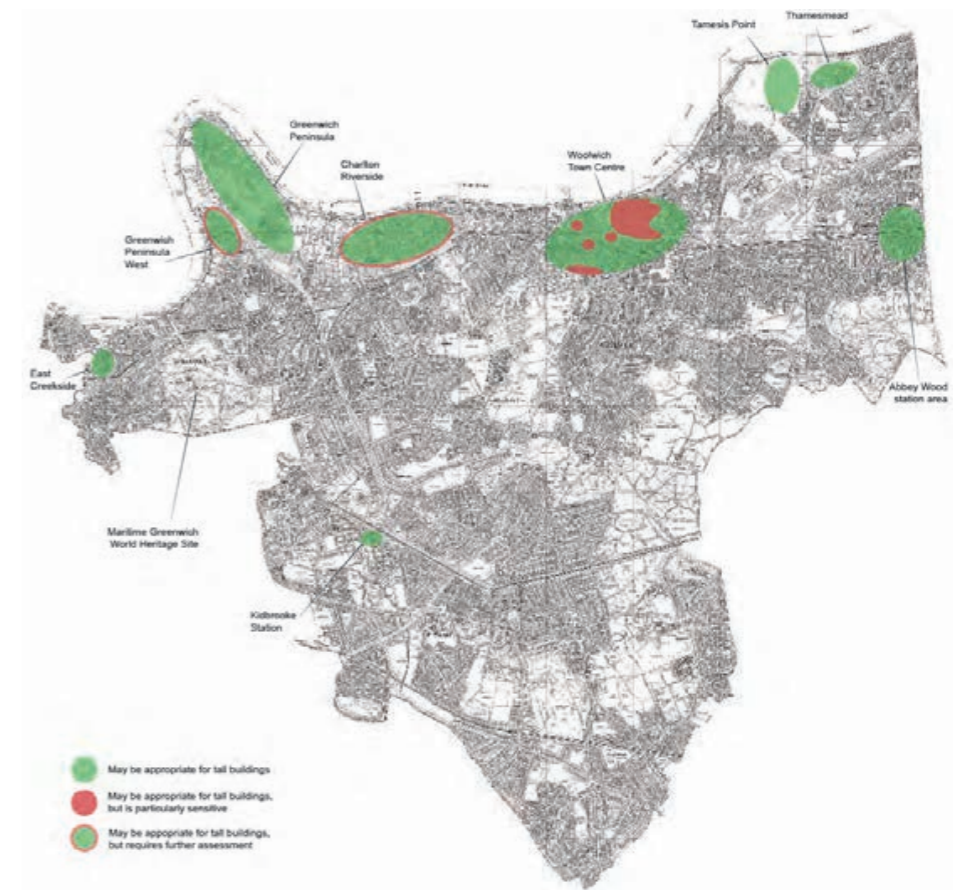 Thamesmead
Tamesis Point
Greenwich
Peninsula
Charlton
Riverside
Woolwich
Town Centre
Greenwich
Peninsula
West
East
Creekside
Abbey Wood
station area
Maritime Greenwich
World Heritage Site
Kidbrooke
Station
May be appropriate for tall buildings
May be appropriate for tall buildings,
but is particularly sensitive
May be appopriate for tall buildings,
but requires further assessment